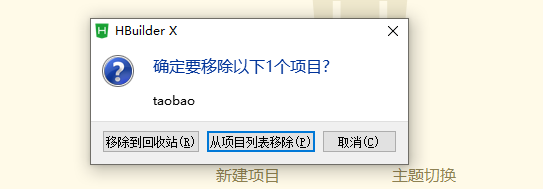 HBuilder X
确定要移除以下1个项目？
taobao
移除到回收站(R) 从项目列表移除(P) 取消(C)
新建项目 主题切换